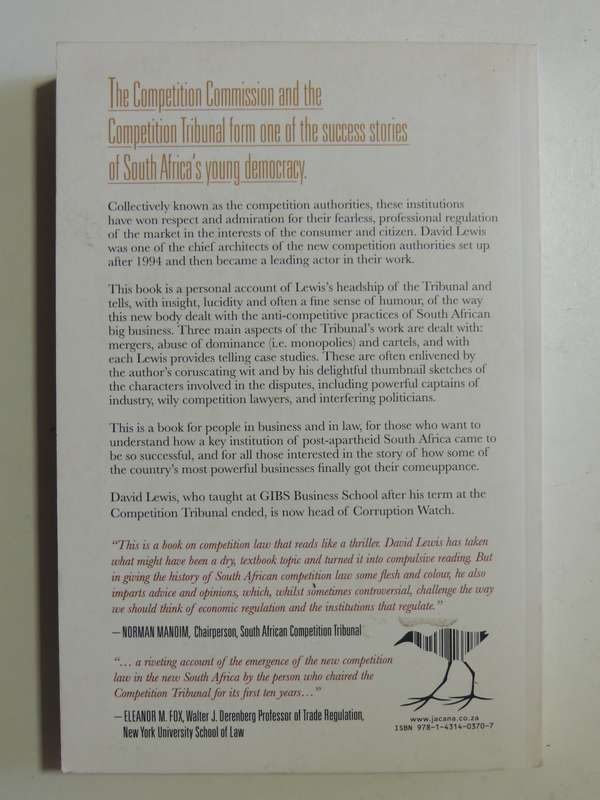 The Competition Commission and the
Competition Tribunal form one of the success stories
of South Africa's young democracy.
Collectively known as the competition authorities, these institutions
have won respect and admiration for their fearless, professional regulation
of the market in the interests of the consumer and citizen. David Lewis
was one of the chief architects of the new competition authorities set up
after 1994 and then became a leading actor in their work.
This book is a personal account of Lewis's headship of the Tribunal and
tells, with insight, lucidity and often a fine sense of humour, of the way
this new body dealt with the anti-competitive practices of South African
big business. Three main aspects of the Tribunal's work are dealt with:
mergers, abuse of dominance (i.e. monopolies) and cartels, and with
each Lewis provides telling case studies. These are often enlivened by
the author's coruscating wit and by his delightful thumbnail sketches of
the characters involved in the disputes, including powerful captains of
industry, wily competition lawyers, and interfering politicians.
This is a book for people in business and in law, for those who want to
understand how a key institution of post-apartheid South Africa came to
be so successful, and for all those interested in the story of how some of
the country's most powerful businesses finally got their comeuppance.
David Lewis, who taught at GIBS Business School after his term at the
Competition Tribunal ended, is now head of Corruption Watch.
"This is a book on competition law that reads like a thriller. David Lewis has taken
what might have been a dry, textbook topic and turned it into compulsive reading. But
in giving the history of South African competition law some flesh and colour, he also
imparts advice and opinions, which, whilst sometimes controversial, challenge the way
we should think of economic regulation and the institutions that regulate."
– NORMAN MANOIM, Chairperson, South African Competition Tribunal
"… a riveting account of the emergence of the new competition
law in the new South Africa by the person who chaired the
Competition Tribunal for its first ten years…"
– ELEANOR M. FOX, Walter J. Derenberg Professor of Trade Regulation,
New York University School of Law
www.jacana.co.za
ISBN 978-1-4314-0370-7